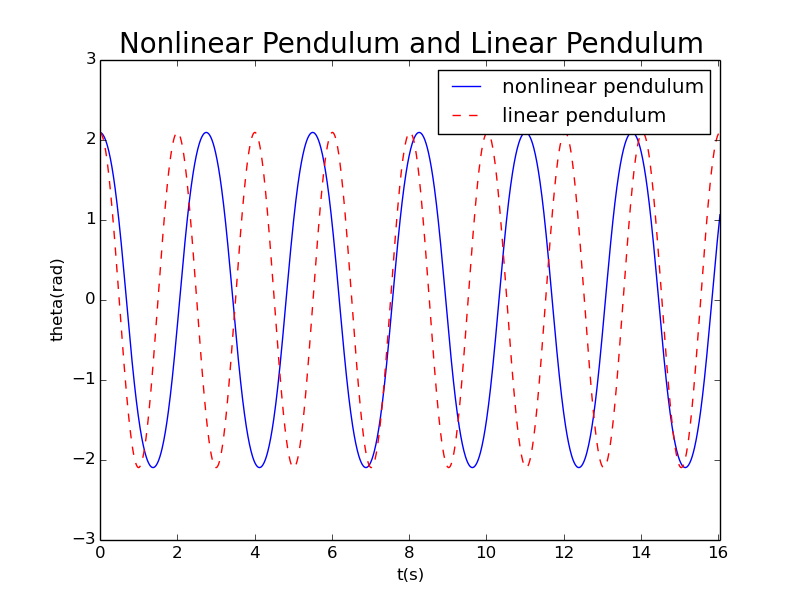 Nonlinear Pendulum and Linear Pendulum
nonlinear pendulum
linear pendulum
3
2
1
0
−1
−2
−3
theta(rad)
0 2 4 6 8 10 12 14 16
t(s)